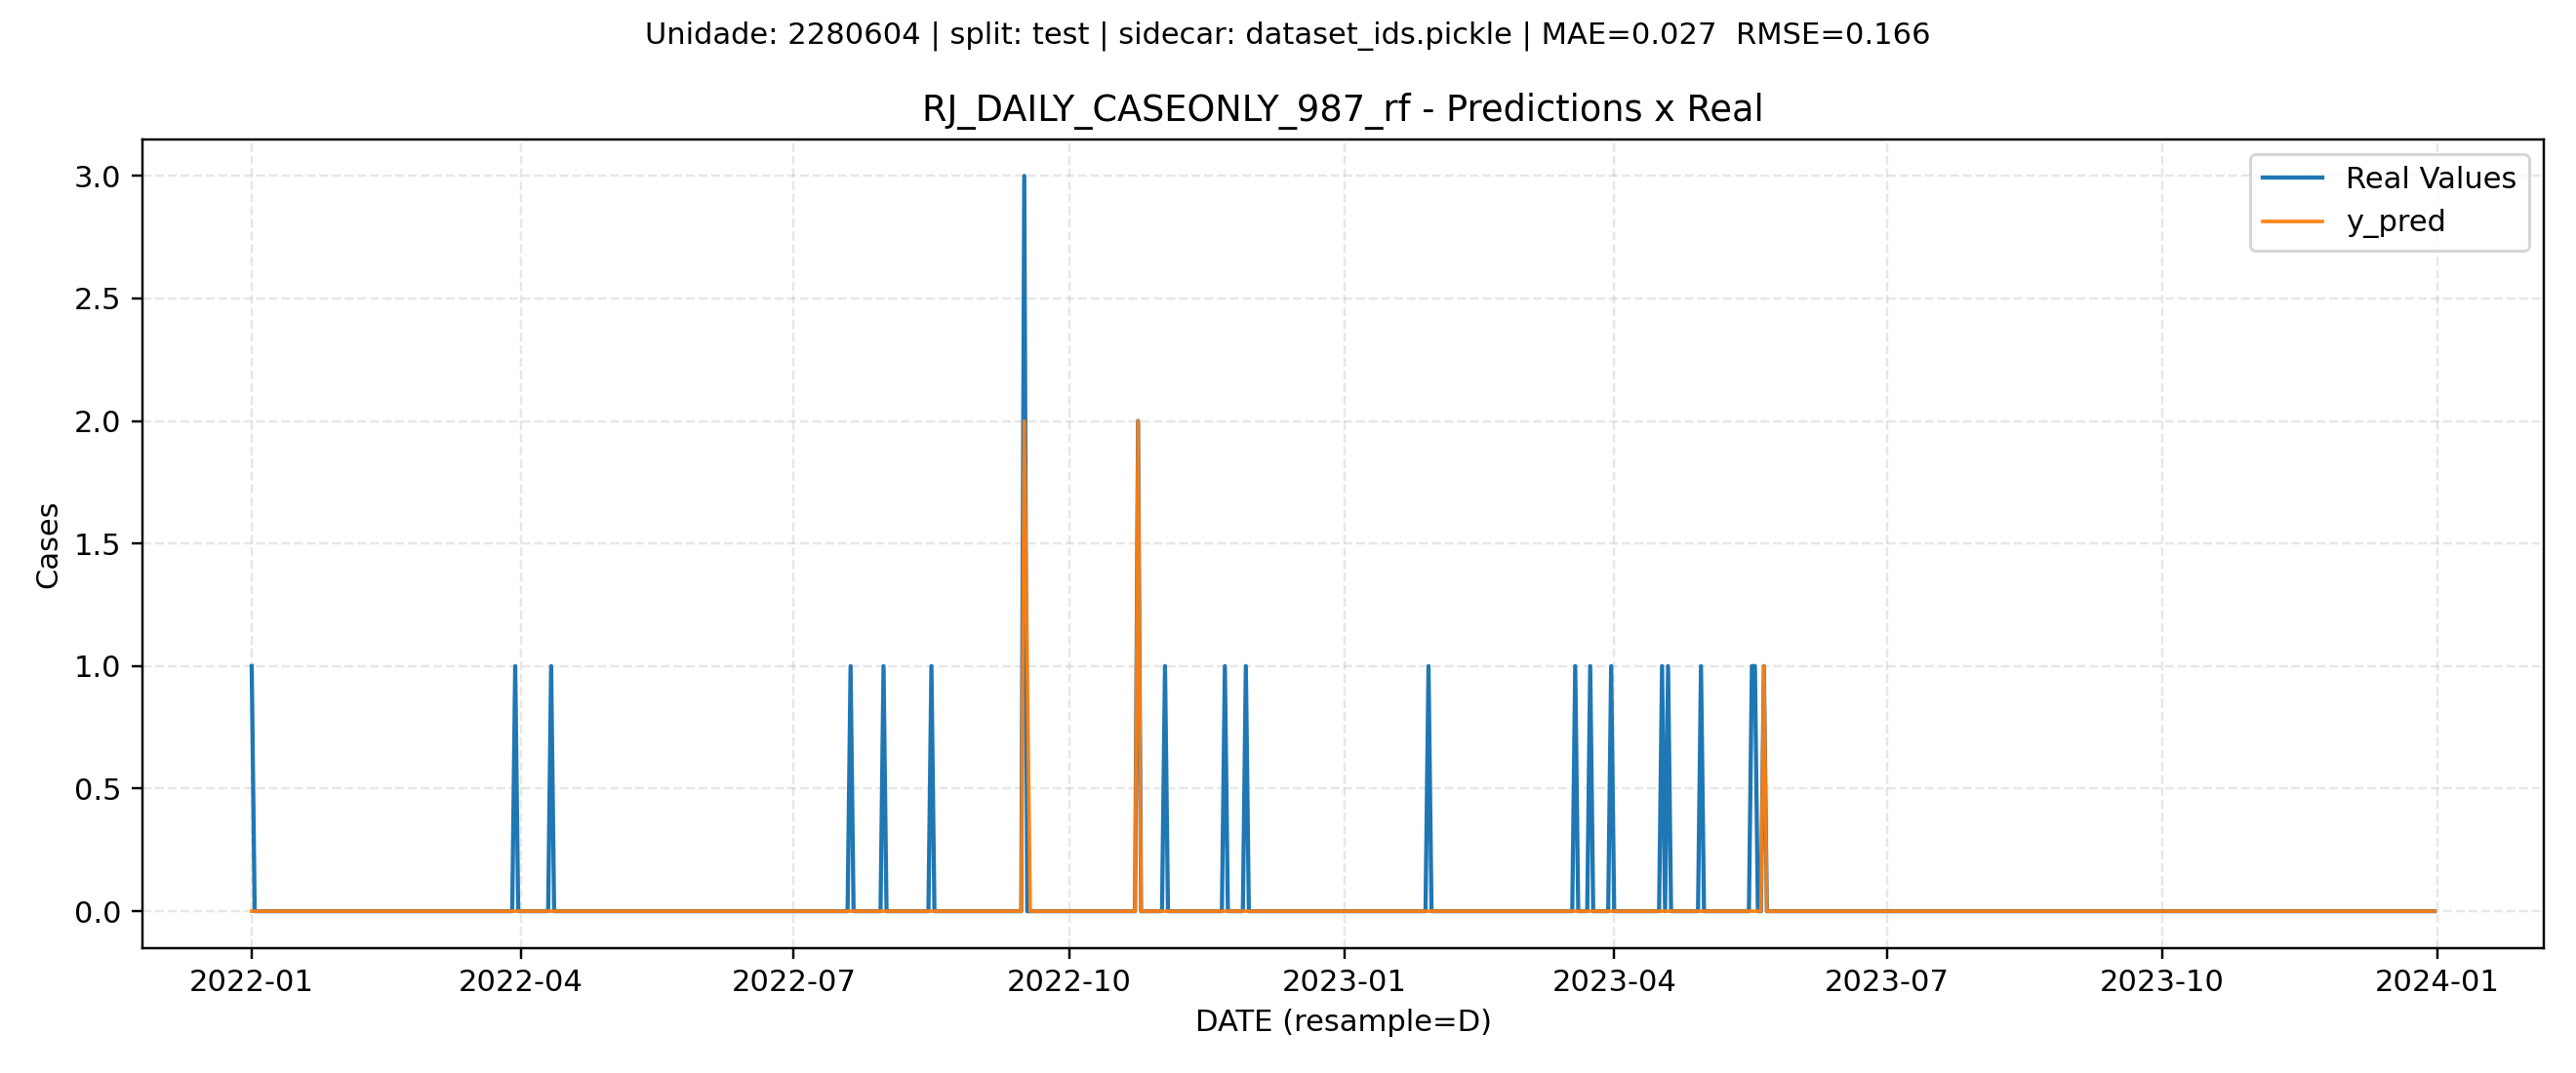 Unidade: 2280604 | split: test | sidecar: dataset_ids.pickle | MAE=0.027  RMSE=0.166
RJ_DAILY_CASEONLY_987_rf - Predictions x Real
Real Values
y_pred
3.0
2.5
2.0
1.5
1.0
0.5
0.0
Cases
2022-01
2022-04
2022-07
2022-10
2023-01
2023-04
2023-07
2023-10
2024-01
DATE (resample=D)